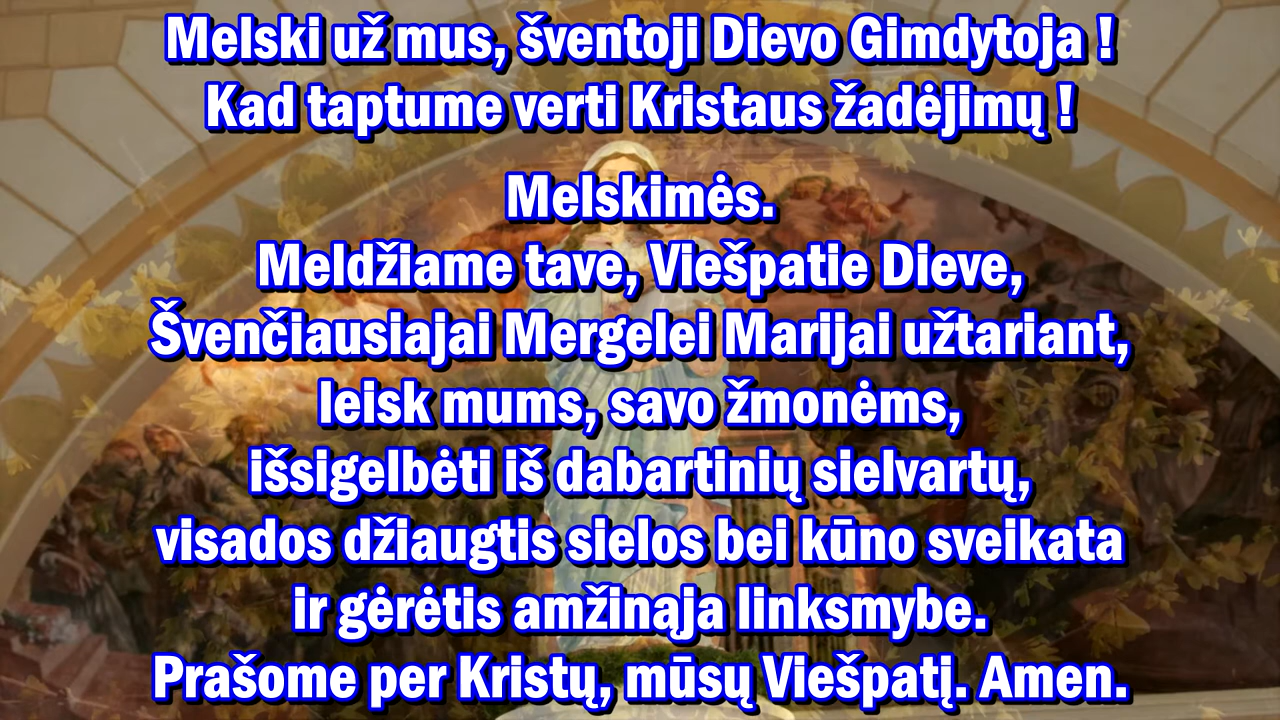 Melski už mus, šventoji Dievo Gimdytoja !
Kad taptume verti Kristaus žadėjimų !
Melskimės.
Meldžiame tave, Viešpatie Dieve,
Švenčiausiajai Mergelei Marijai užtariant,
leisk mums, savo žmonėms,
išsigelbėti iš dabartinių sielvartų,
visados džiaugtis sielos bei kūno sveikata
ir gėrėtis amžinąja linksmybe.
Prašome per Kristų, mūsų Viešpatį. Amen.